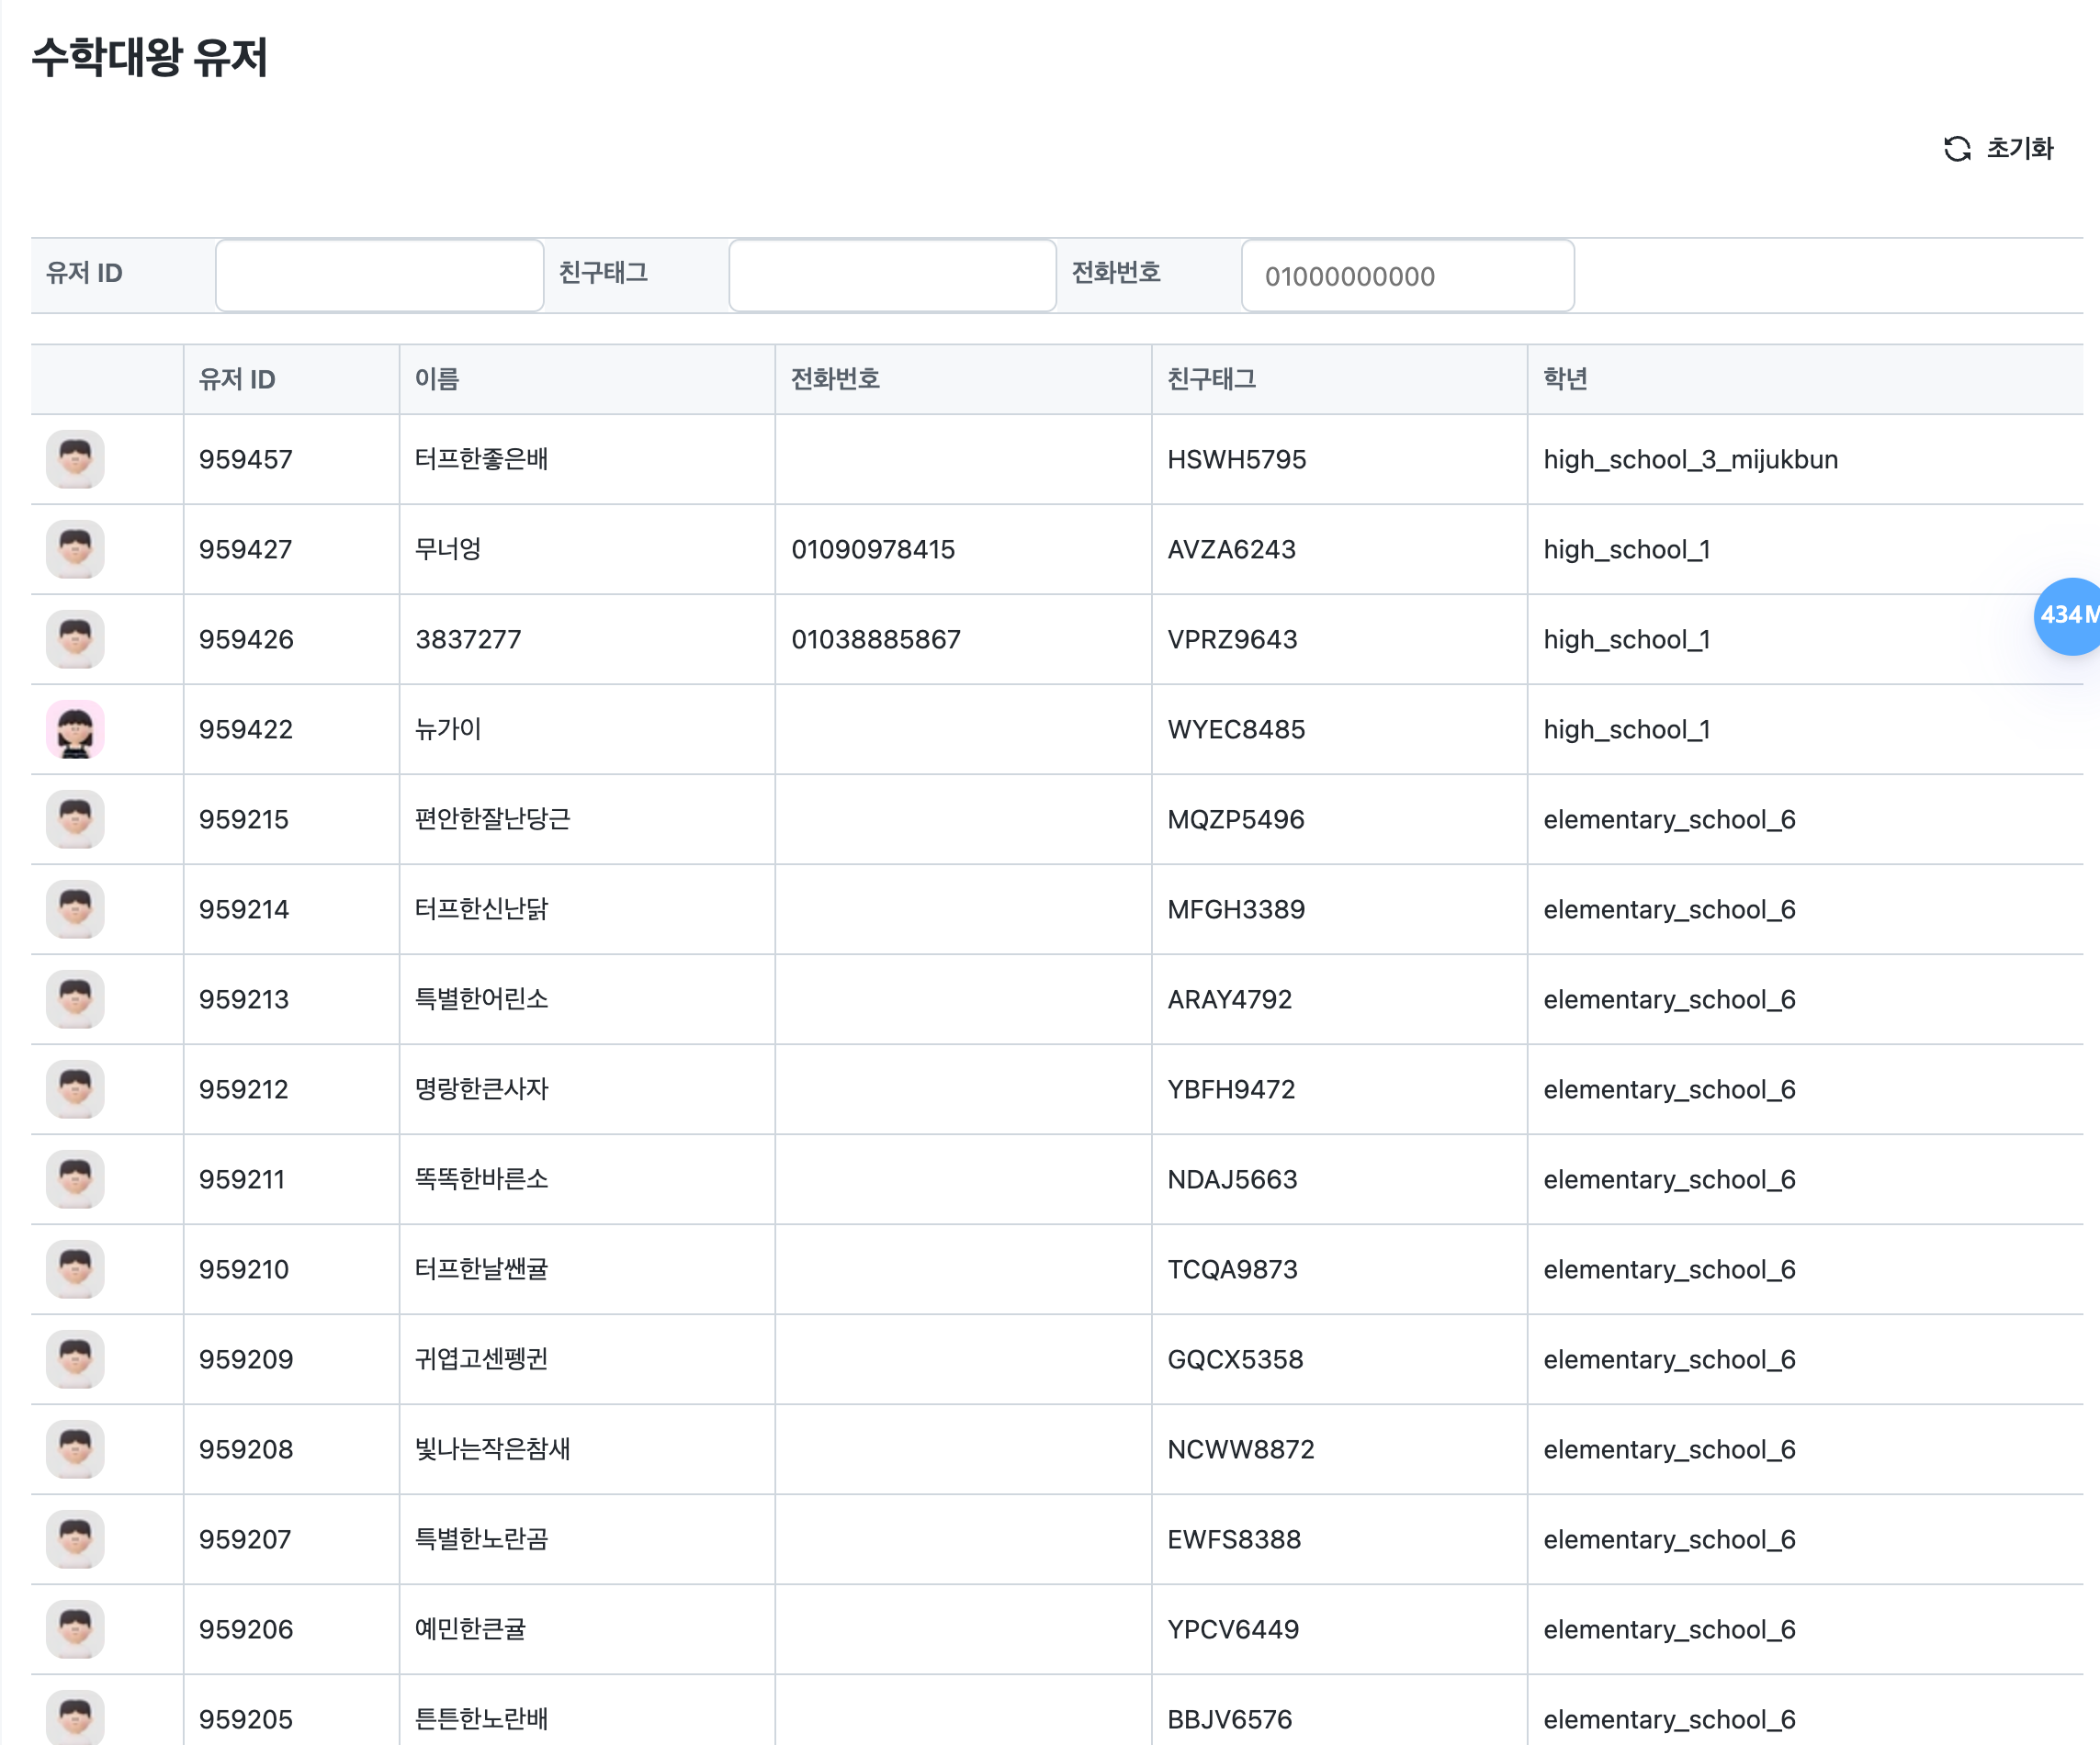 수학대왕 유저
초기화
유저 ID 친구태그 전화번호 01000000000
유저 ID 이름 전화번호 친구태그 학년
959457 터프한좋은배 HSWH5795 high_school_3_mijukbun
959427 무너엉 01090978415 AVZA6243 high_school_1
434M
959426 3837277 01038885867 VPRZ9643 high_school_1
959422 뉴가이 WYEC8485 high_school_1
959215 편안한잘난당근 MQZP5496 elementary_school_6
959214 터프한신난닭 MFGH3389 elementary_school_6
959213 특별한어린소 ARAY4792 elementary_school_6
959212 명랑한큰사자 YBFH9472 elementary_school_6
959211 똑똑한바른소 NDAJ5663 elementary_school_6
959210 터프한날쌘귤 TCQA9873 elementary_school_6
959209 귀엽고센펭귄 GQCX5358 elementary_school_6
959208 빛나는작은참새 NCWW8872 elementary_school_6
959207 특별한노란곰 EWFS8388 elementary_school_6
959206 예민한큰귤 YPCV6449 elementary_school_6
959205 튼튼한노란배 BBJV6576 elementary_school_6